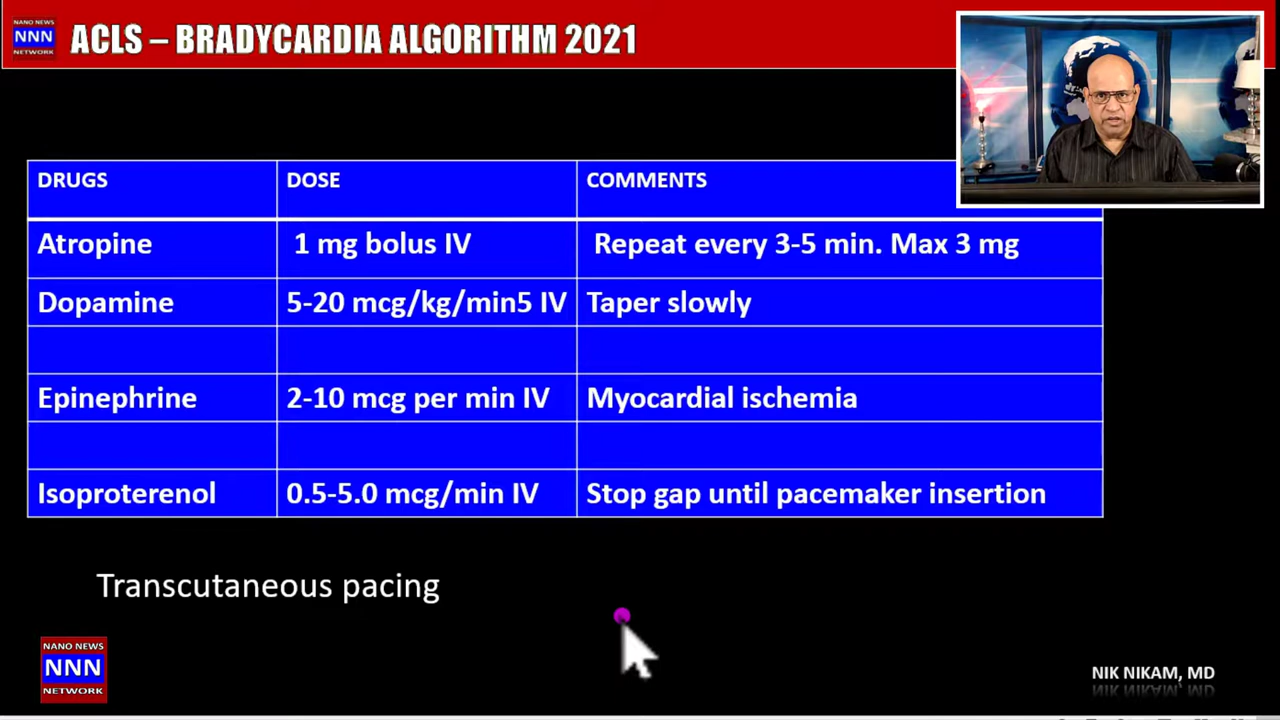 NANO NEWS
NNN
NETWORK
ACLS – BRADYCARDIA ALGORITHM 2021
DRUGS DOSE COMMENTS
Atropine 1 mg bolus IV Repeat every 3-5 min. Max 3 mg
Dopamine 5-20 mcg/kg/min5 IV Taper slowly
Epinephrine 2-10 mcg per min IV Myocardial ischemia
Isoproterenol 0.5-5.0 mcg/min IV Stop gap until pacemaker insertion
Transcutaneous pacing
NANO NEWS
NNN
NETWORK
NIK NIKAM, MD